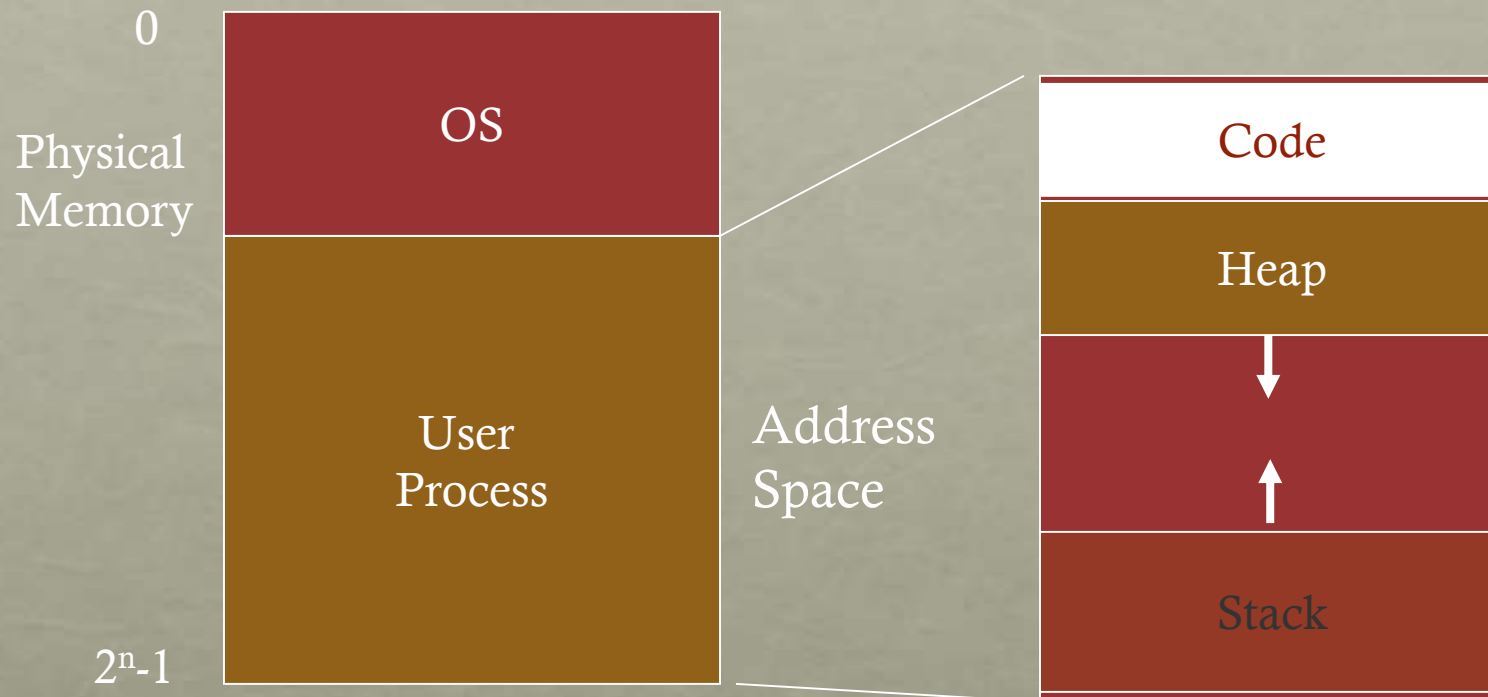 0
OS
Physical
Memory
User
Process
2ⁿ-1
Address
Space
Code
Heap
Stack